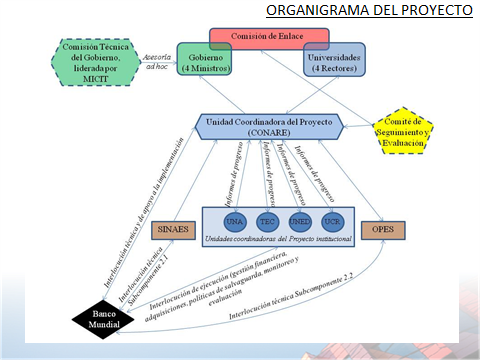 ORGANIGRAMA DEL PROYECTO
Comisión de Enlace
Comisión Técnica
del Gobierno,
liderada por
MICIT
Asesoría
ad hoc
Gobierno
(4 Ministros)
Universidades
(4 Rectores)
Unidad Coordinadora del Proyecto
(CONARE)
Comité de
Seguimiento y
Evaluación
Interlocución técnica y de apoyo a la implementación
Informes de progreso
Informes de progreso
Informes de progreso
Informes de progreso
SINAES
UNA
TEC
UNED
UCR
Unidades coordinadoras del Proyecto institucional
OPES
Interlocución técnica
Subcomponente 2.1
Interlocución de ejecución (gestión financiera,
adquisiciones, políticas de salvaguarda, monitoreo y
evaluación
Interlocución técnica Subcomponente 2.2
Banco
Mundial